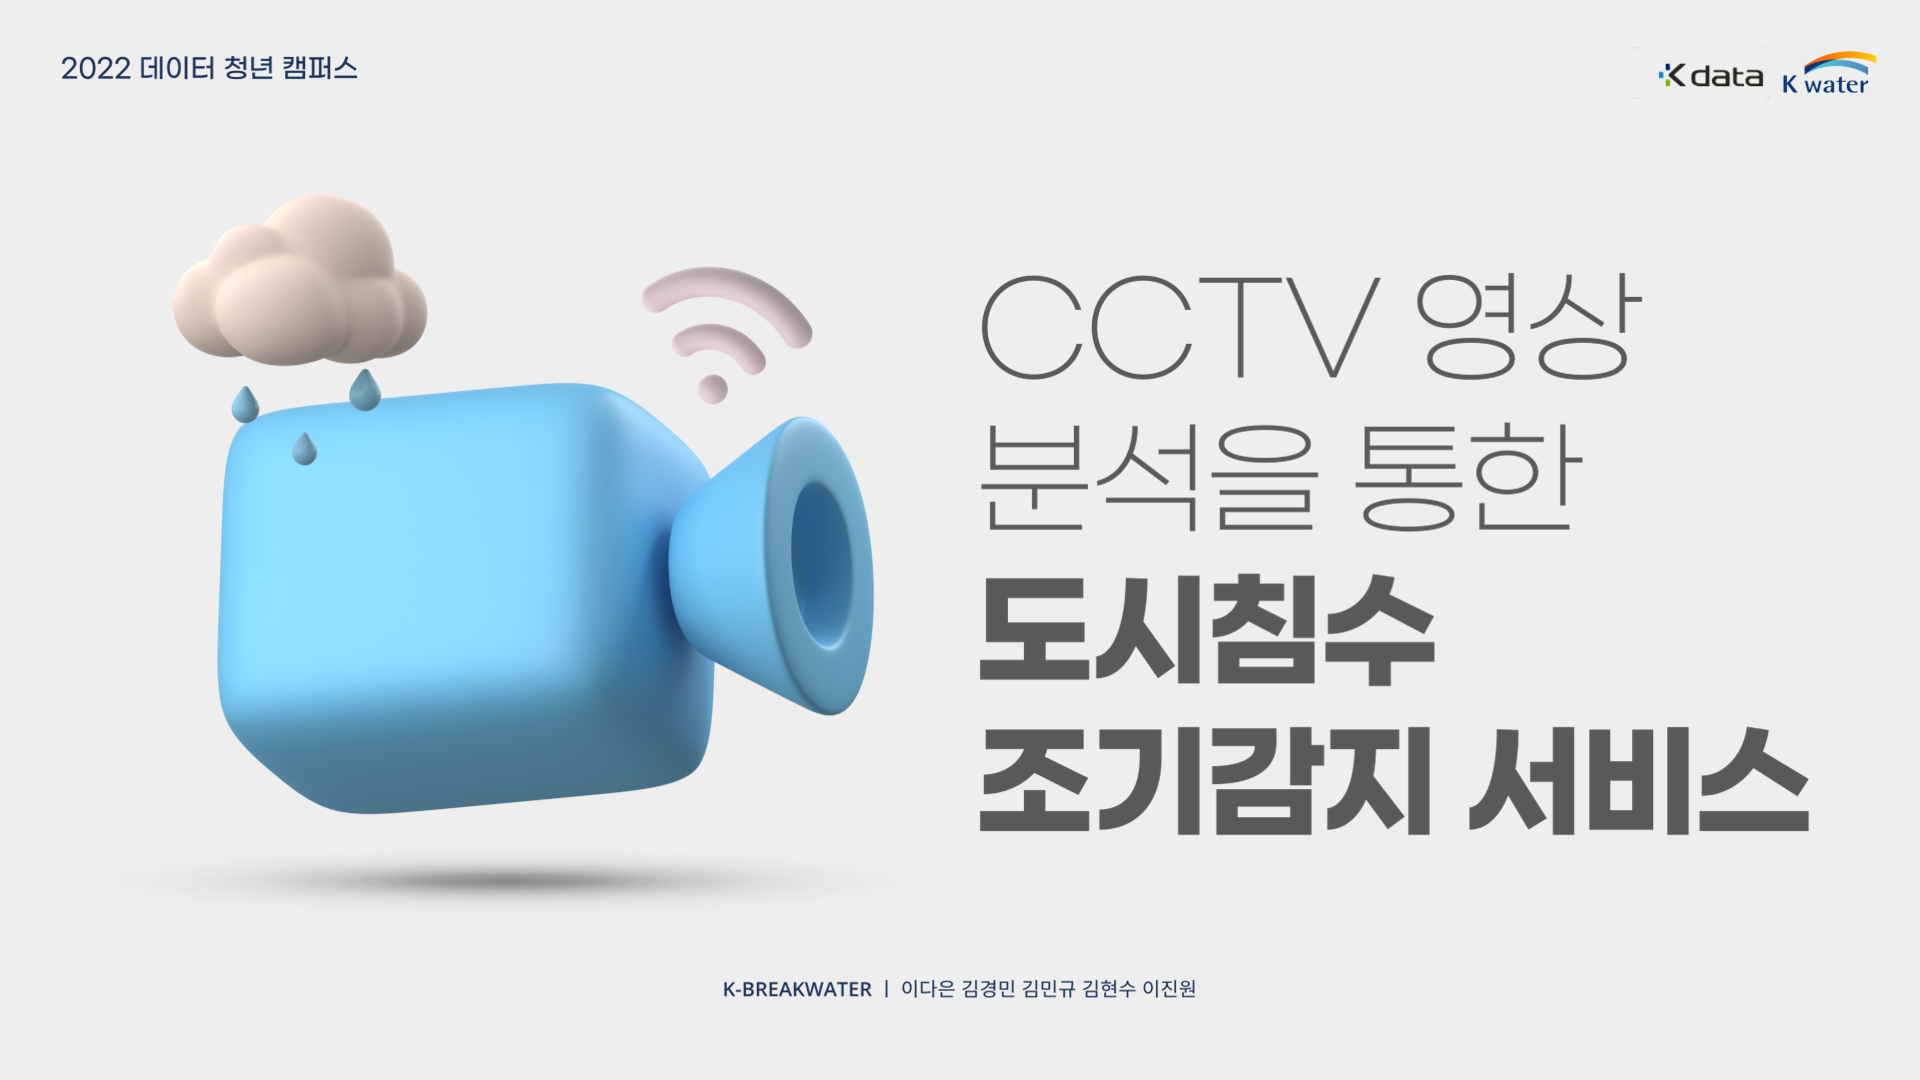 2022 데이터 청년 캠퍼스
K data
K water
CCTV 영상
분석을 통한
도시침수
조기감지 서비스
K-BREAKWATER | 이다은 김경민 김민규 김현수 이진원